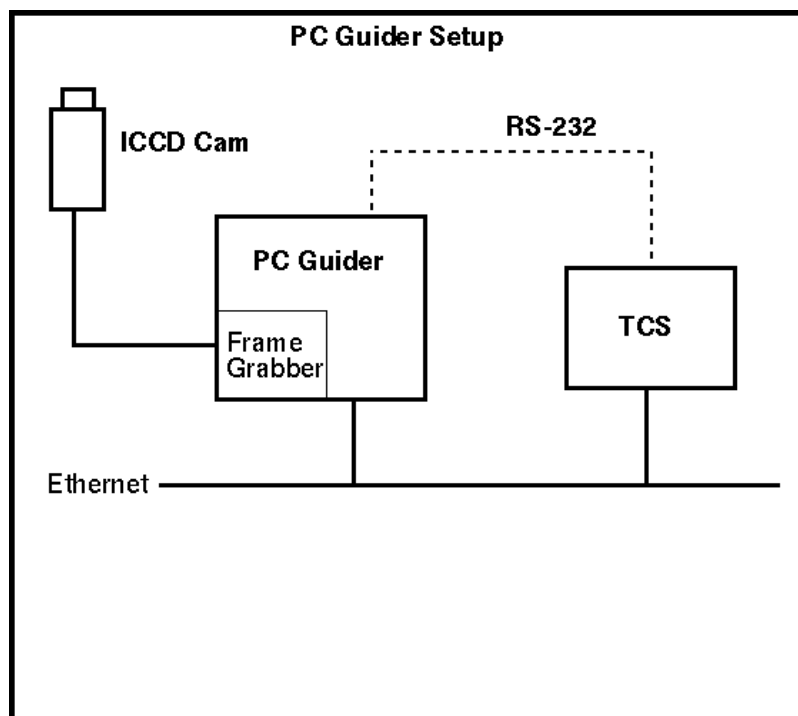 PC Guider Setup
RS-232
ICCD Cam
PC Guider
TCS
Frame
Grabber
Ethernet